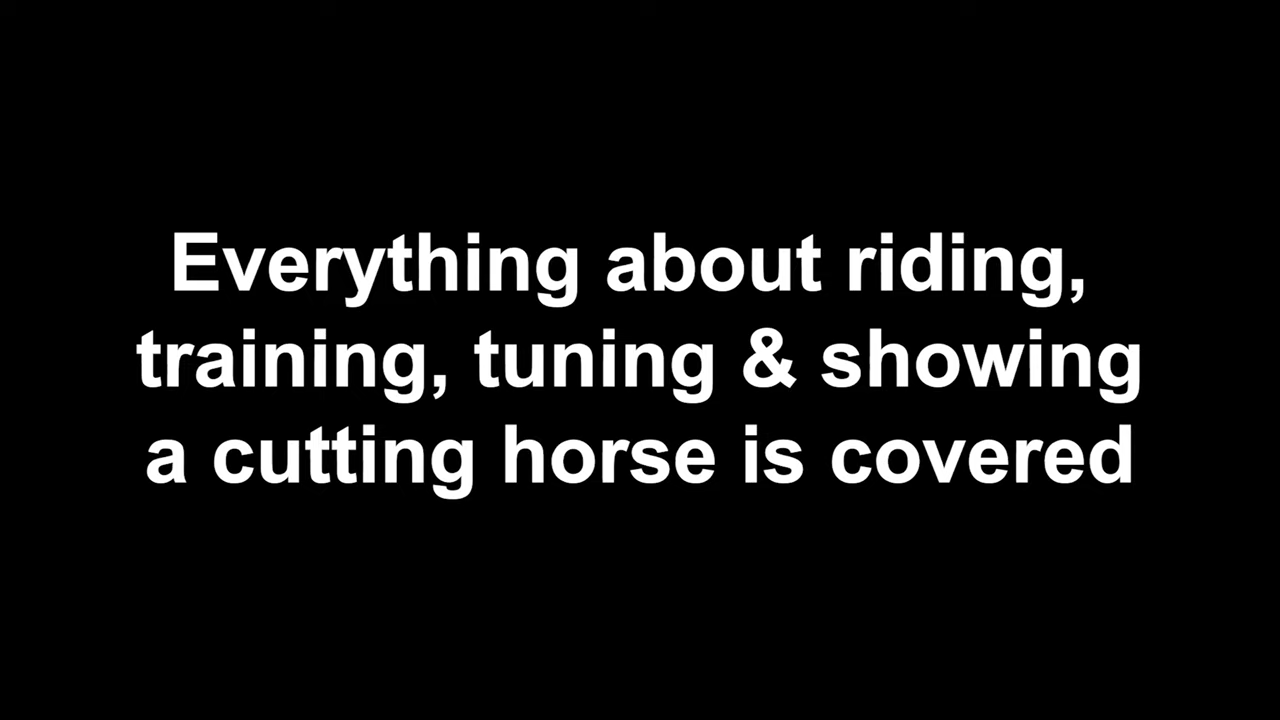 Everything about riding,
training, tuning & showing
a cutting horse is covered